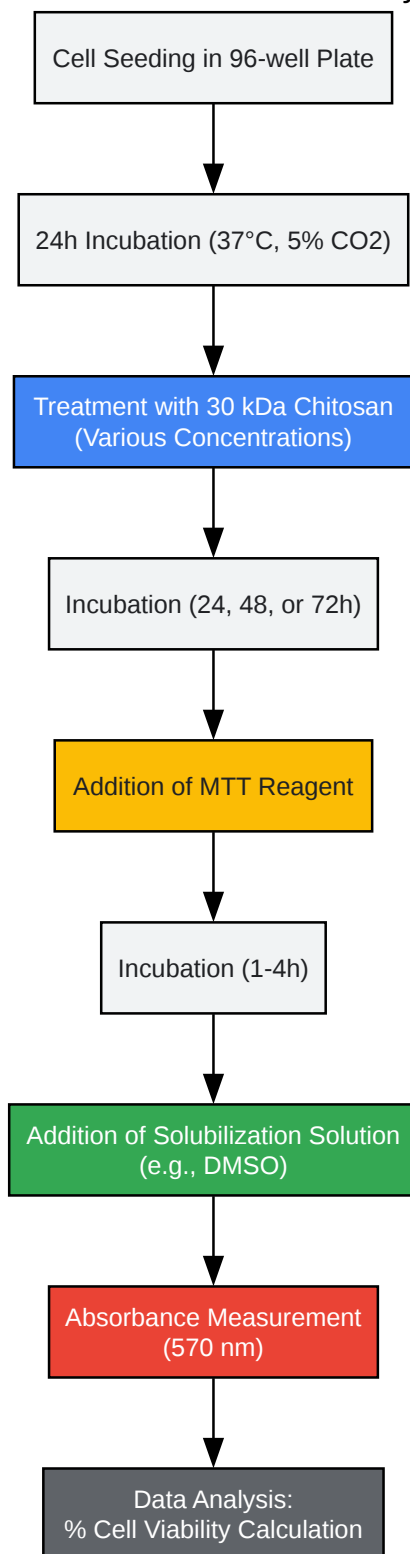 Cell Seeding in 96-well Plate
24h Incubation (37°C, 5% CO2)
Treatment with 30 kDa Chitosan
(Various Concentrations)
Incubation (24, 48, or 72h)
Addition of MTT Reagent
Incubation (1-4h)
Addition of Solubilization Solution
(e.g., DMSO)
Absorbance Measurement
(570 nm)
Data Analysis:
% Cell Viability Calculation